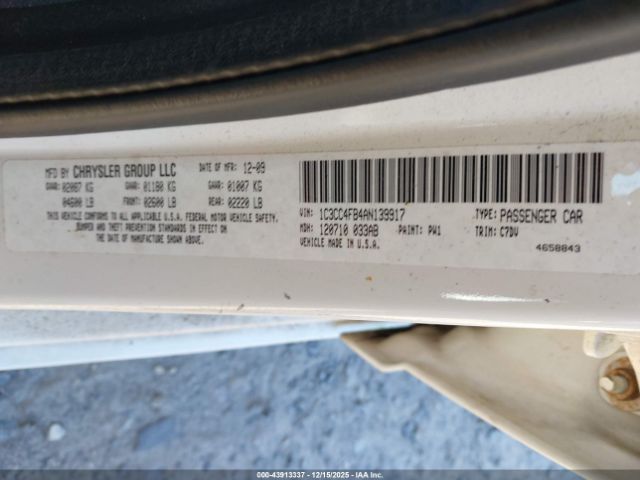 MFD BY CHRYSLER GROUP LLC DATE OF MFR: 12-09
GVWR: 02087 KG GAWR: 01180 KG GAWR: 01007 KG
04600 LB FRONT: 02600 LB REAR: 02220 LB
THIS VEHICLE CONFORMS TO ALL APPLICABLE U.S.A. FEDERAL MOTOR VEHICLE SAFETY,
BUMPER AND THEFT PREVENTION STANDARDS IN EFFECT ON
THE DATE OF MANUFACTURE SHOWN ABOVE.
VIN: 1C3CC4FB4AN139917 TYPE: PASSENGER CAR
MDH: 120710 033AB PAINT: PW1 TRIM: C7DV
VEHICLE MADE IN U.S.A. 4658843
000-43913337 | 12/15/2025 - IAA Inc.